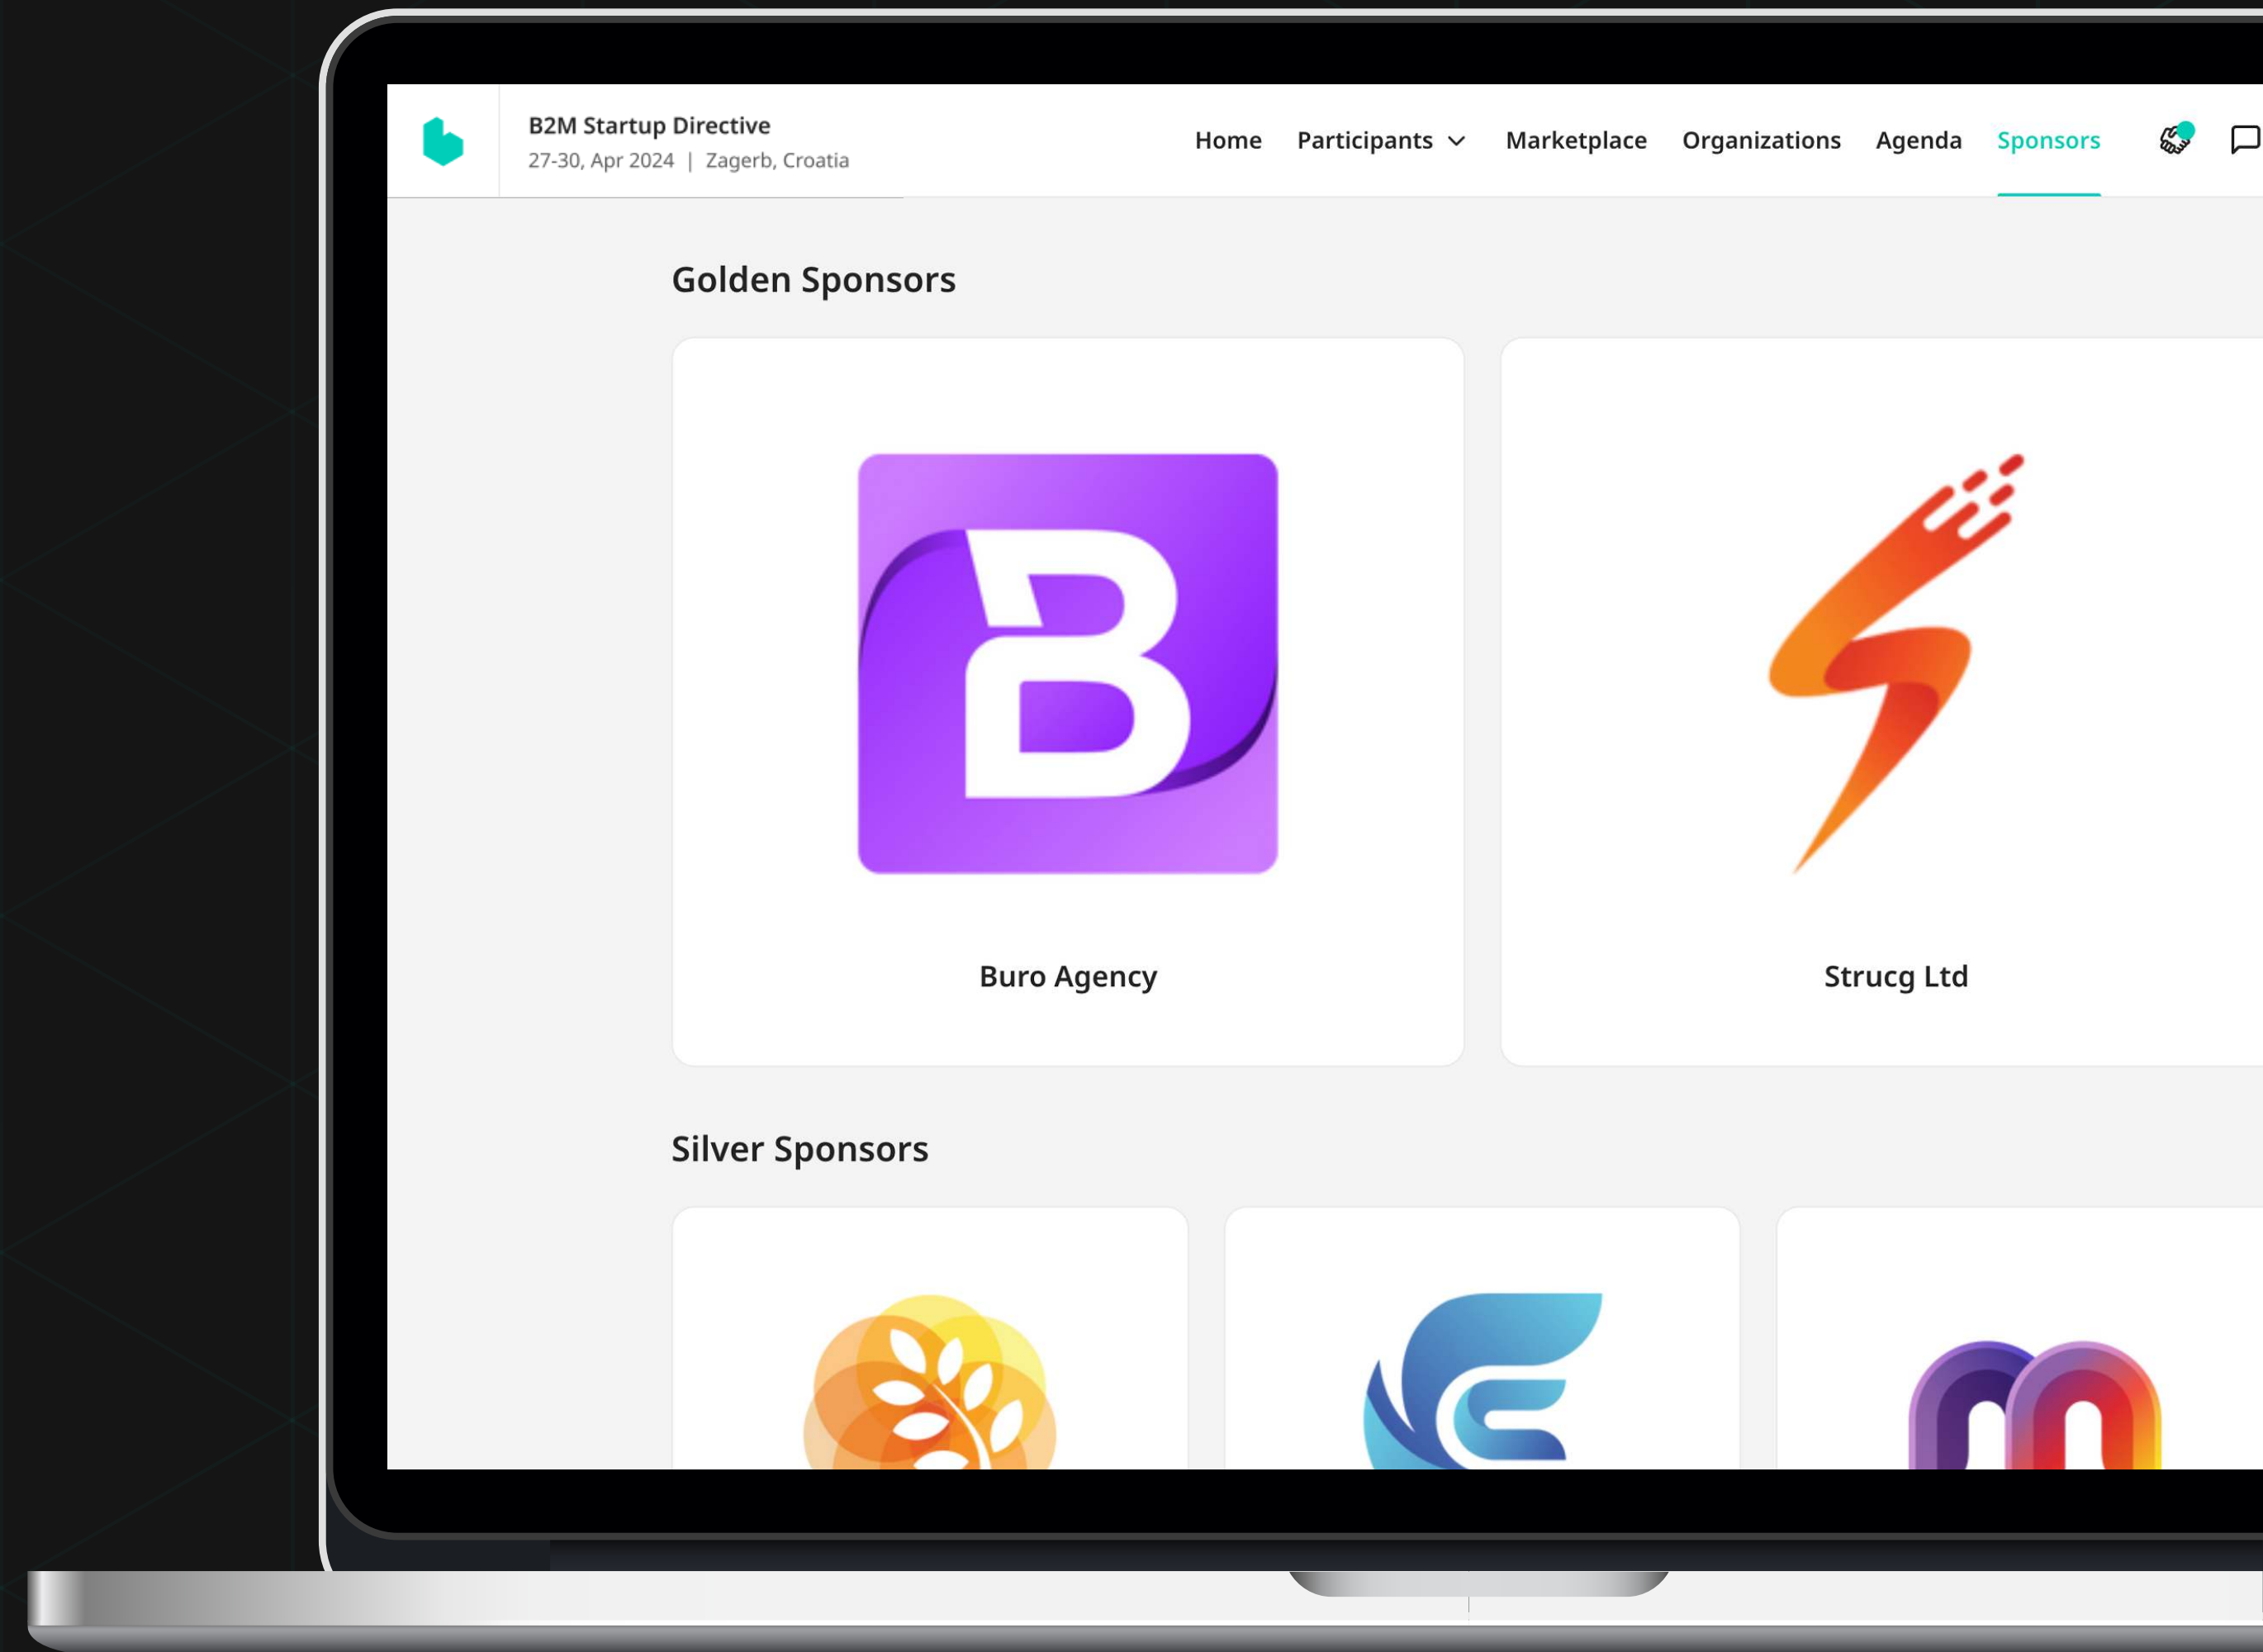 B2M Startup Directive
27-30, Apr 2024 | Zagerb, Croatia
Home Participants Marketplace Organizations Agenda Sponsors
Golden Sponsors
B
Buro Agency
Strucg Ltd
Silver Sponsors